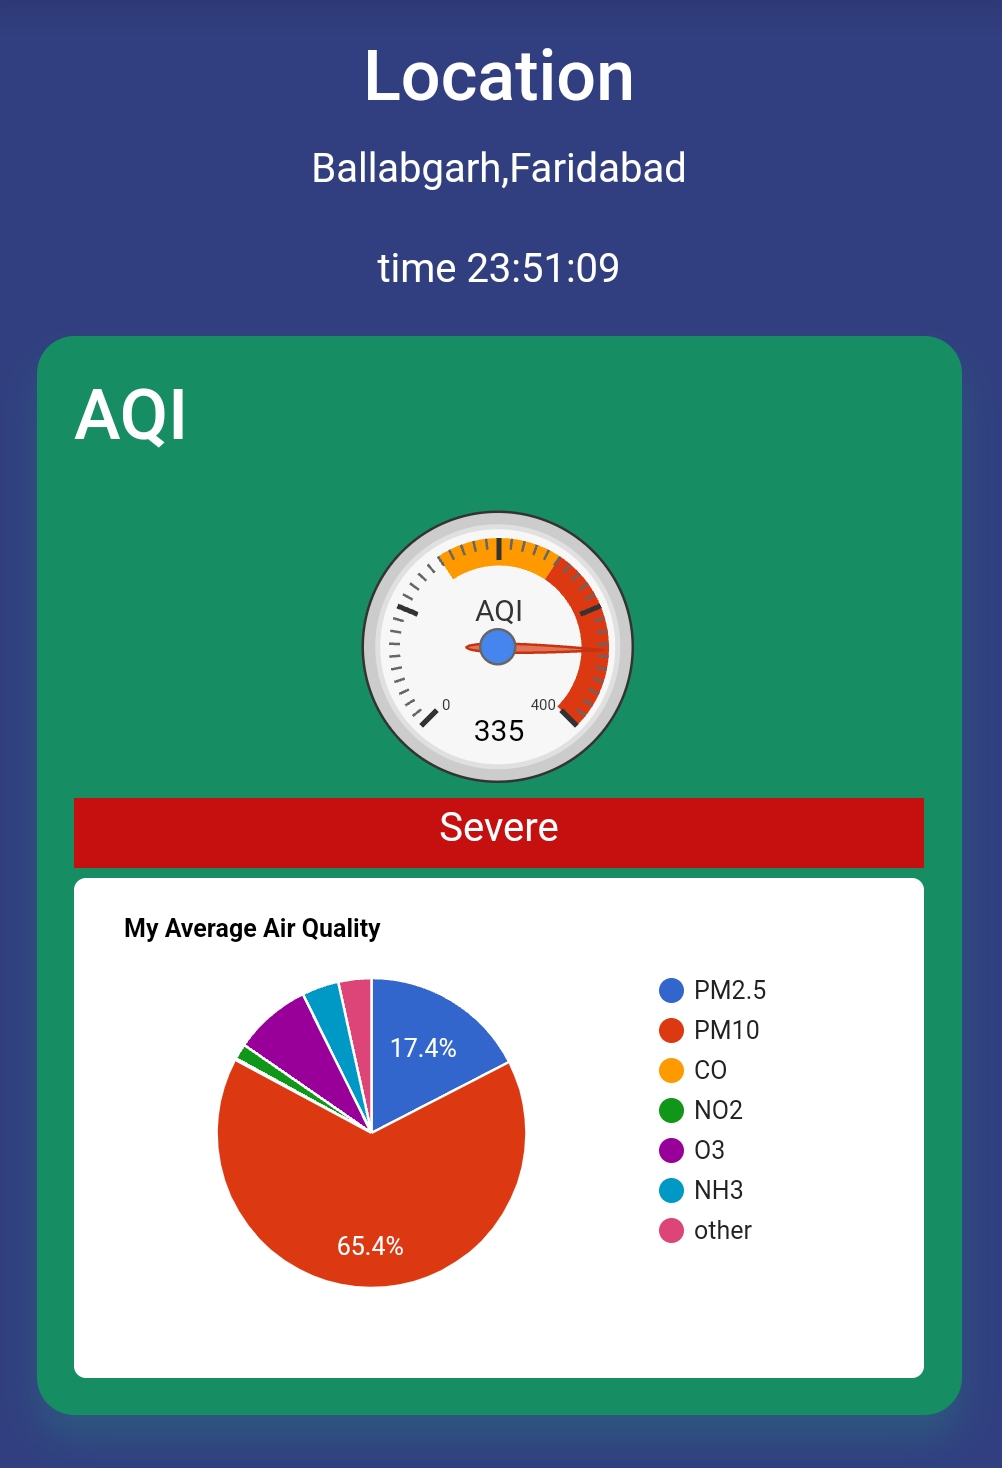 Location
Ballabgarh,Faridabad
time 23:51:09
AQI
AQI
0
400
335
Severe
My Average Air Quality
17.4%
65.4%
PM2.5
PM10
CO
NO2
O3
NH3
other